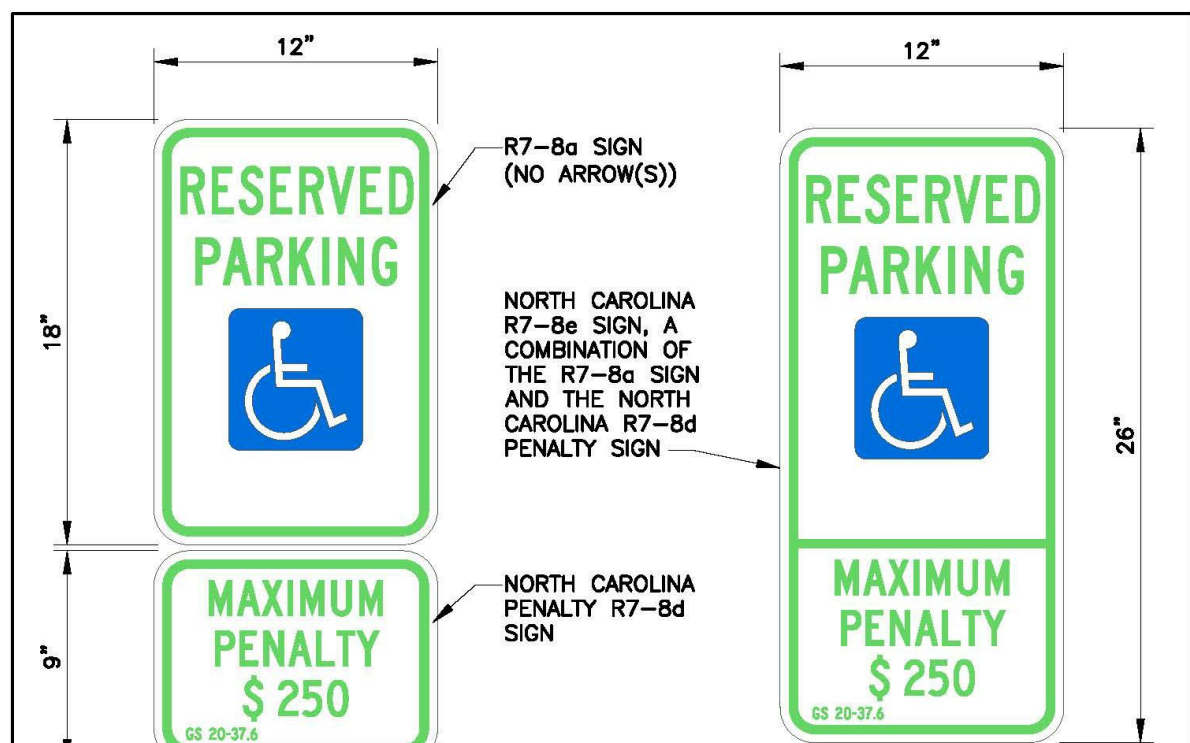 12"
12"
R7-8a SIGN
(NO ARROW(S))
RESERVED
PARKING
18"
NORTH CAROLINA
R7-8e SIGN, A
COMBINATION OF
THE R7-8a SIGN
AND THE NORTH
CAROLINA R7-8d
PENALTY SIGN
RESERVED
PARKING
26"
9"
MAXIMUM
PENALTY
$ 250
GS 20-37.6
NORTH CAROLINA
PENALTY R7-8d
SIGN
MAXIMUM
PENALTY
$ 250
GS 20-37.6